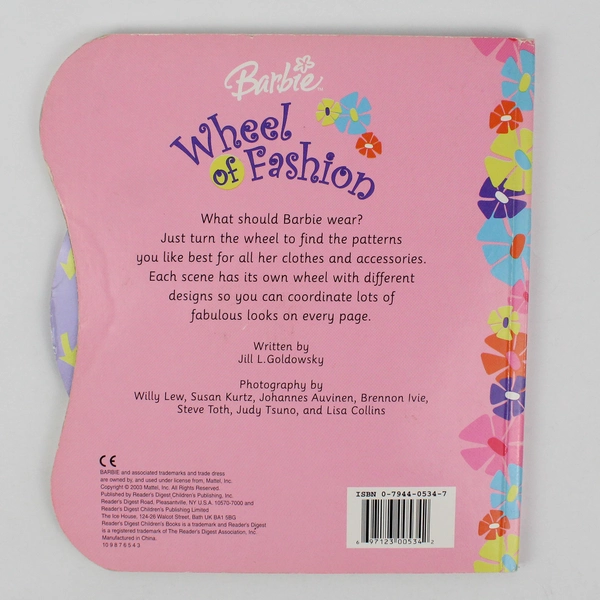 Barbie™
Wheel
of Fashion
What should Barbie wear?
Just turn the wheel to find the patterns
you like best for all her clothes and accessories.
Each scene has its own wheel with different
designs so you can coordinate lots of
fabulous looks on every page.
Written by
Jill L.Goldowsky
Photography by
Willy Lew, Susan Kurtz, Johannes Auvinen, Brennon Ivie,
Steve Toth, Judy Tsuno, and Lisa Collins
CE
BARBIE and associated trademarks and trade dress
are owned by, and used under license from, Mattel, Inc.
Copyright © 2003 Mattel, Inc. All Rights Reserved.
Published by Reader's Digest Children's Publishing, Inc.
Reader's Digest Road, Pleasantville, NY U.S.A. 10570-7000 and
Reader's Digest Children's Publishing Limited
The Ice House, 124-26 Walcot Street, Bath UK BA1 5BG
Reader's Digest Children's Books is a trademark and Reader's Digest
is a registered trademark of The Reader's Digest Association, Inc.
Manufactured in China.
10 9 8 7 6 5 4 3
ISBN 0-7944-0534-7
6 97123 00534 2